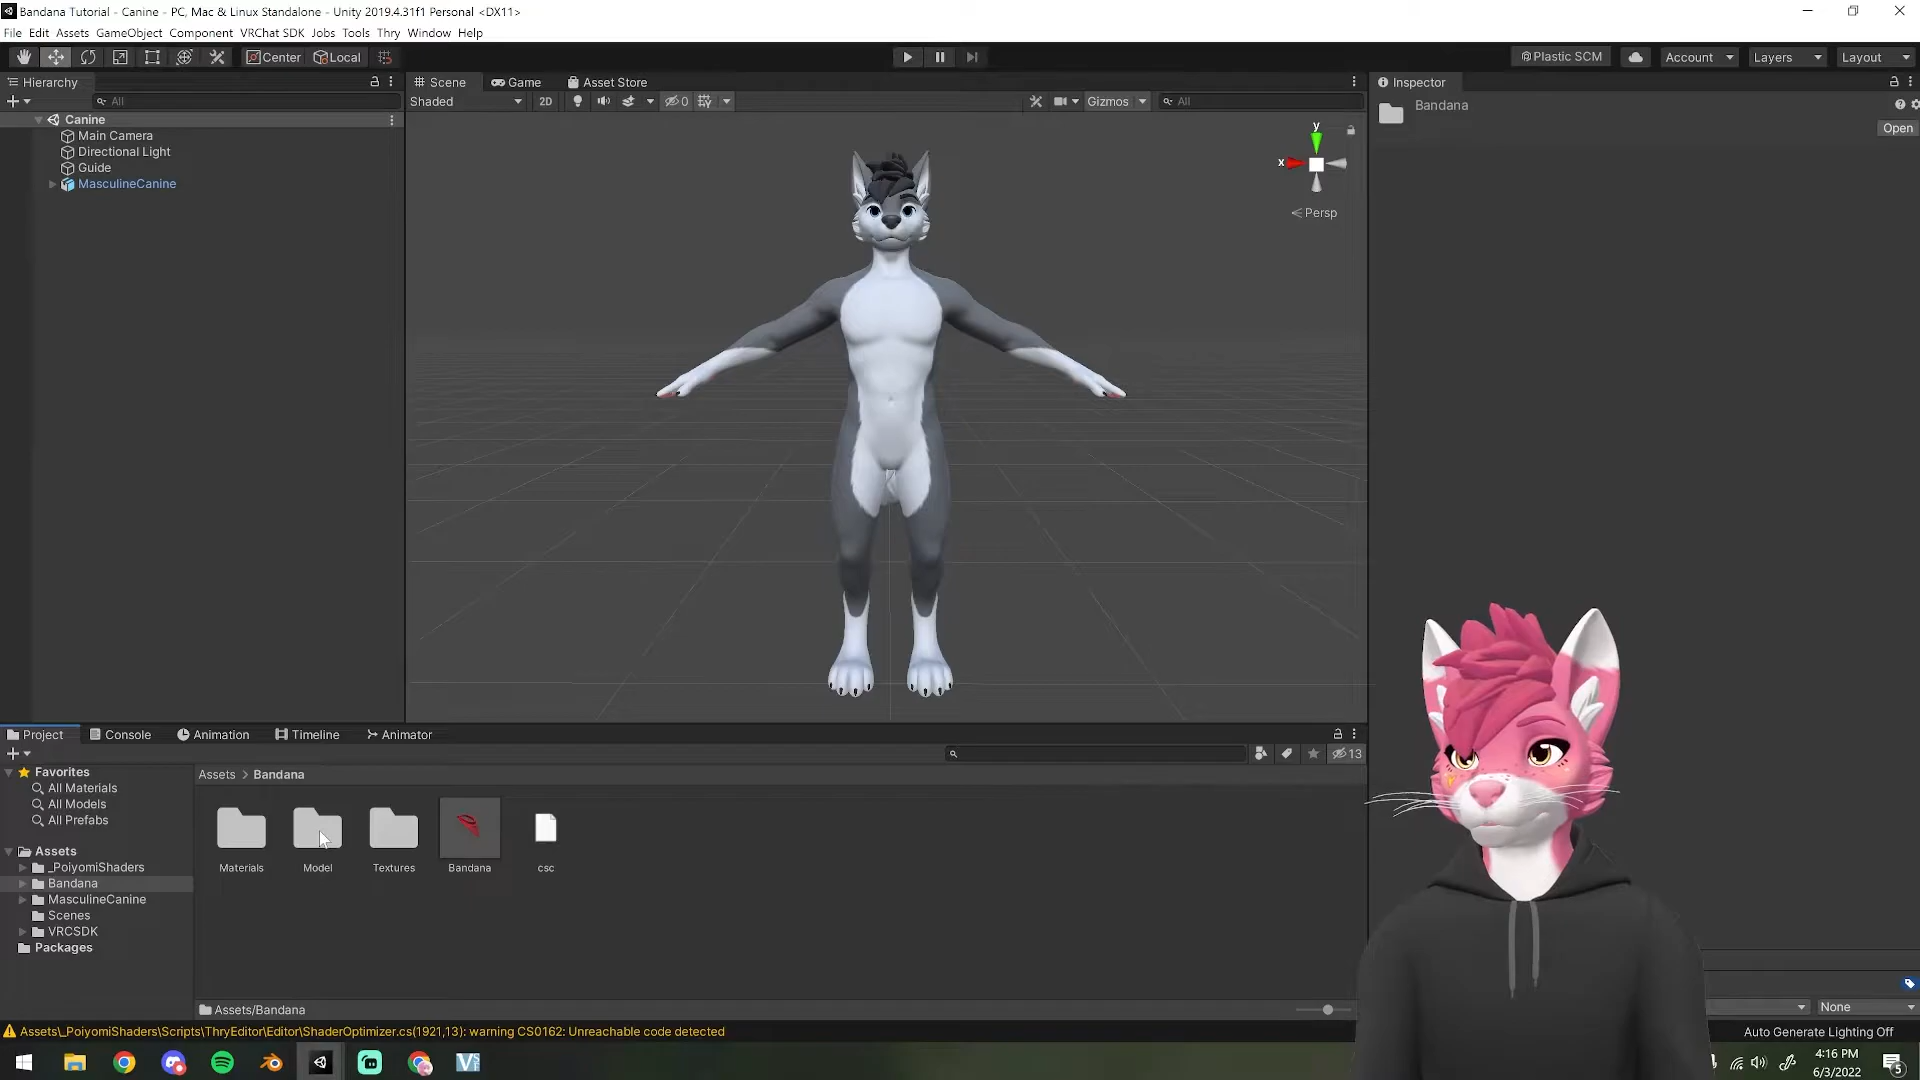 Bandana Tutorial - Canine - PC, Mac & Linux Standalone - Unity 2019.4.31f1 Personal <DX11>
File Edit Assets GameObject Component VRChat SDK Jobs Tools Thry Window Help
Center Local Plastic SCM Account Layers Layout
Hierarchy Scene Game Asset Store Inspector
All Shaded 2D 0 Gizmos All
Bandana
Open
Canine
Main Camera
Directional Light
Guide
MasculineCanine
y
x
Persp
Project Console Animation Timeline Animator
13
Favorites
All Materials
All Models
All Prefabs
Assets
_PoiyomiShaders
Bandana
MasculineCanine
Scenes
VRCSDK
Packages
Assets > Bandana
Materials Model Textures Bandana csc
Assets/Bandana
None
Assets\_PoiyomiShaders\Scripts\ThryEditor\Editor\ShaderOptimizer.cs(1921,13): warning CS0162: Unreachable code detected
Auto Generate Lighting Off
4:16 PM
6/3/2022
5